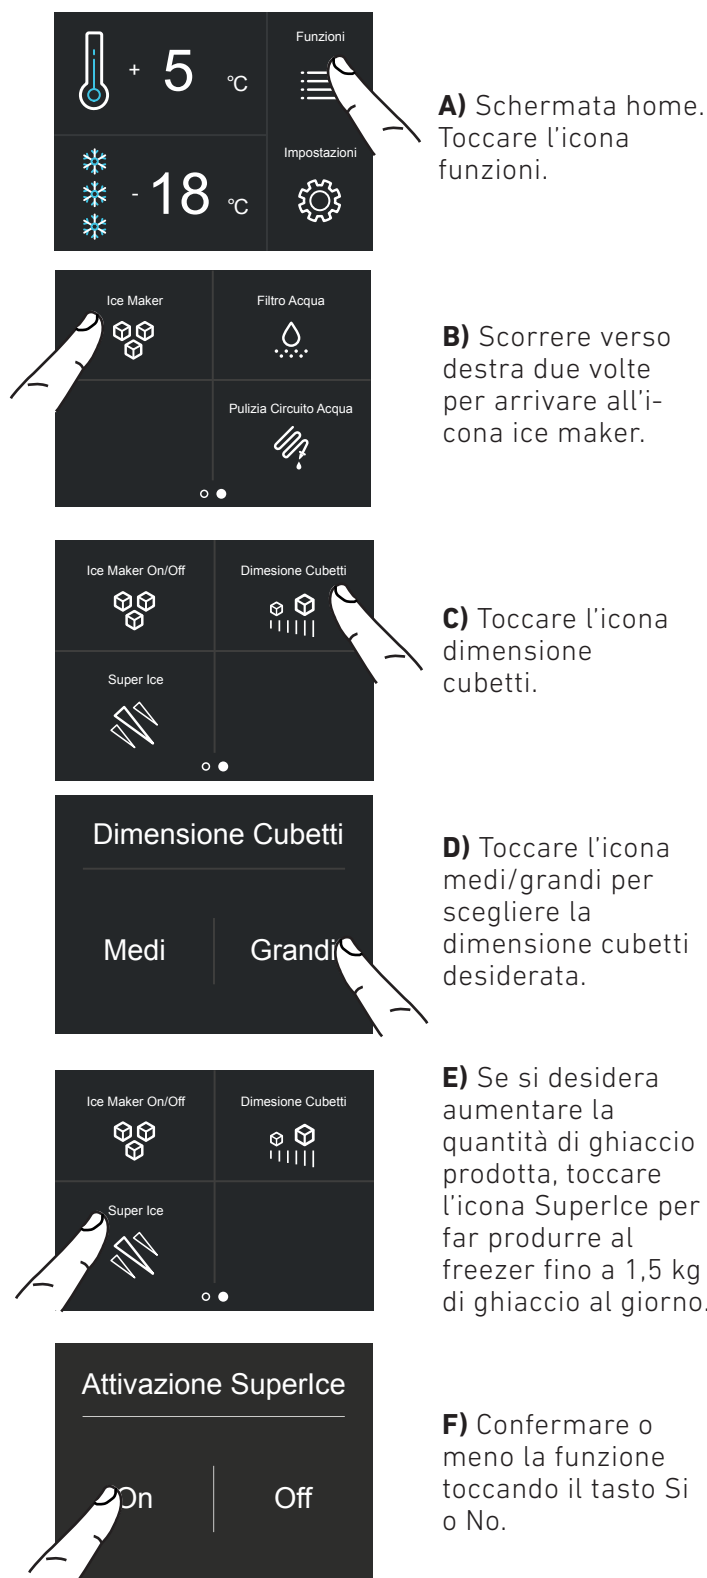 Funzioni
+ 5 °C
Impostazioni
- 18 °C
A) Schermata home.
Toccare l'icona
funzioni.
Ice Maker
Filtro Acqua
Pulizia Circuito Acqua
B) Scorrere verso
destra due volte
per arrivare all'i-
cona ice maker.
Ice Maker On/Off
Dimesione Cubetti
Super Ice
C) Toccare l'icona
dimensione
cubetti.
Dimensione Cubetti
Medi
Grandi
D) Toccare l'icona
medi/grandi per
scegliere la
dimensione cubetti
desiderata.
Ice Maker On/Off
Dimesione Cubetti
Super Ice
E) Se si desidera
aumentare la
quantità di ghiaccio
prodotta, toccare
l'icona SuperIce per
far produrre al
freezer fino a 1,5 kg
di ghiaccio al giorno.
Attivazione SuperIce
On
Off
F) Confermare o
meno la funzione
toccando il tasto Si
o No.